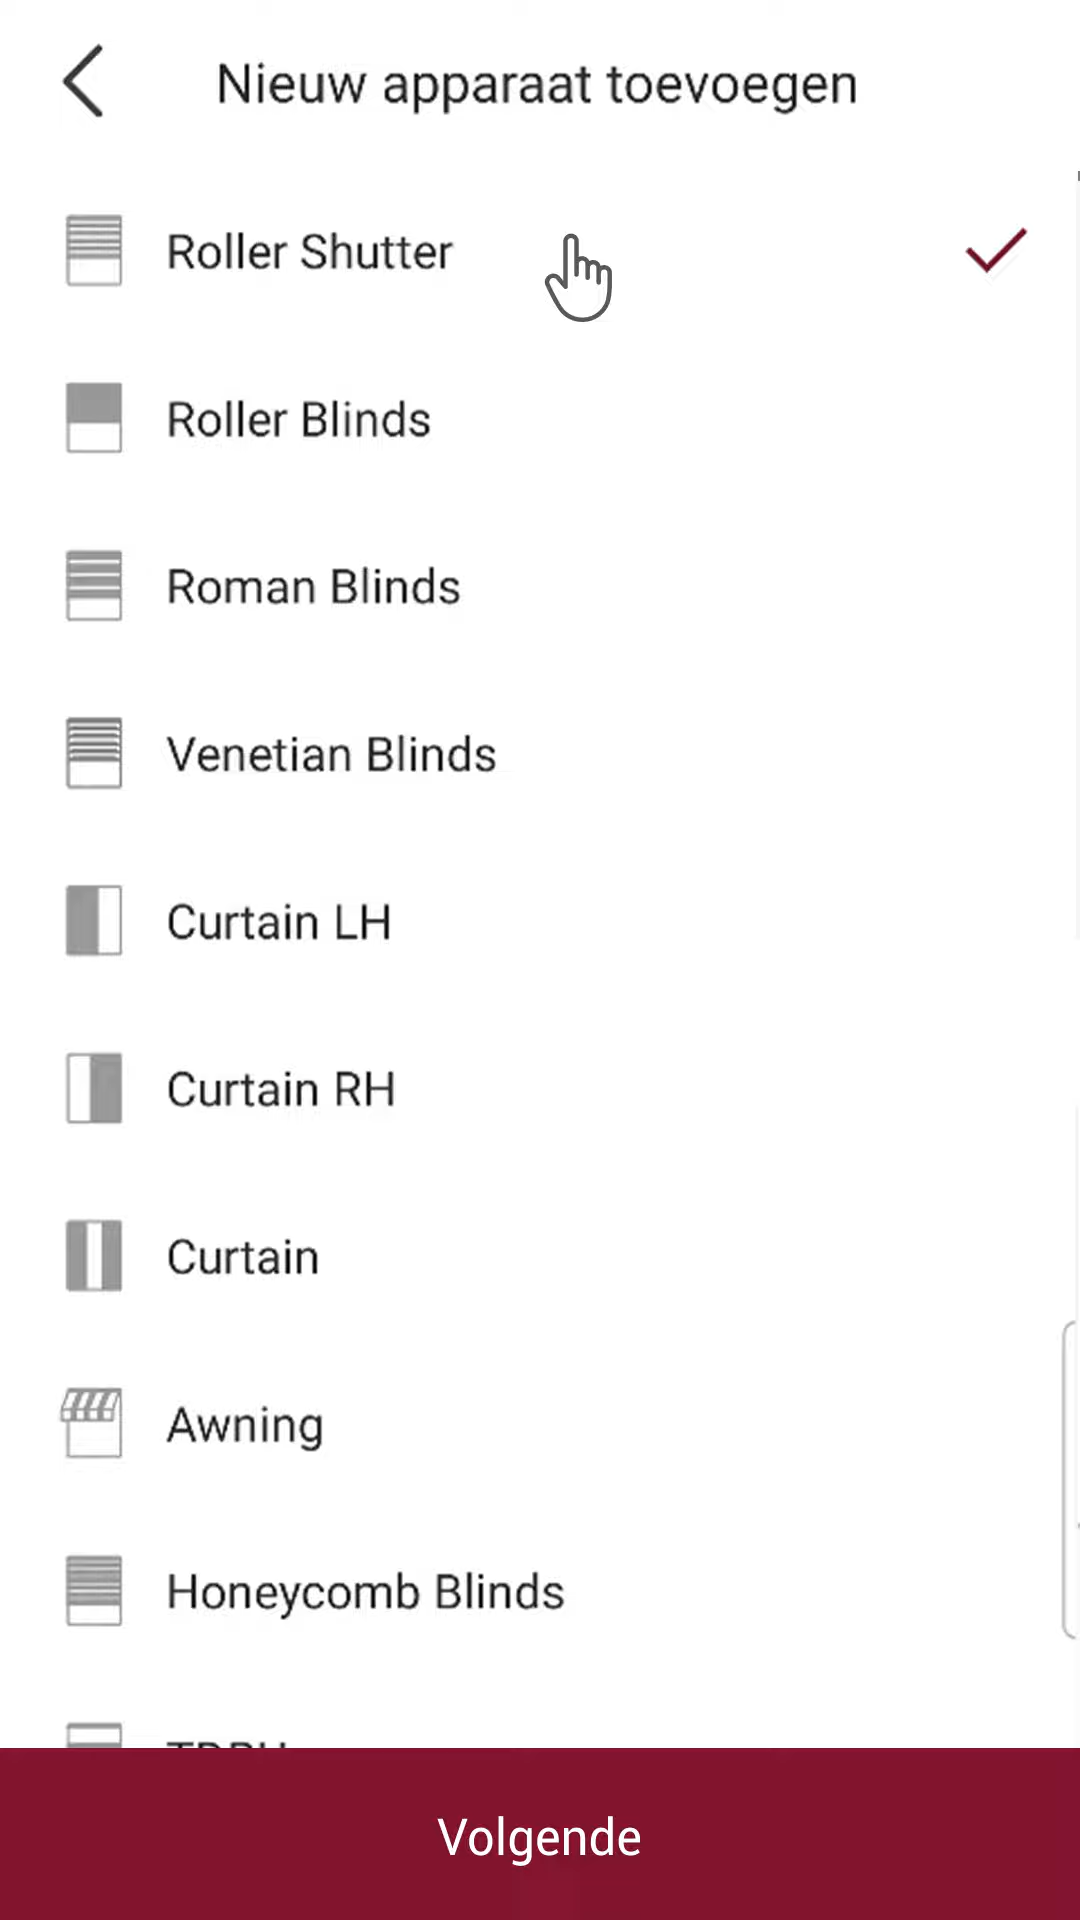 Nieuw apparaat toevoegen
Roller Shutter
Roller Blinds
Roman Blinds
Venetian Blinds
Curtain LH
Curtain RH
Curtain
Awning
Honeycomb Blinds
Volgende